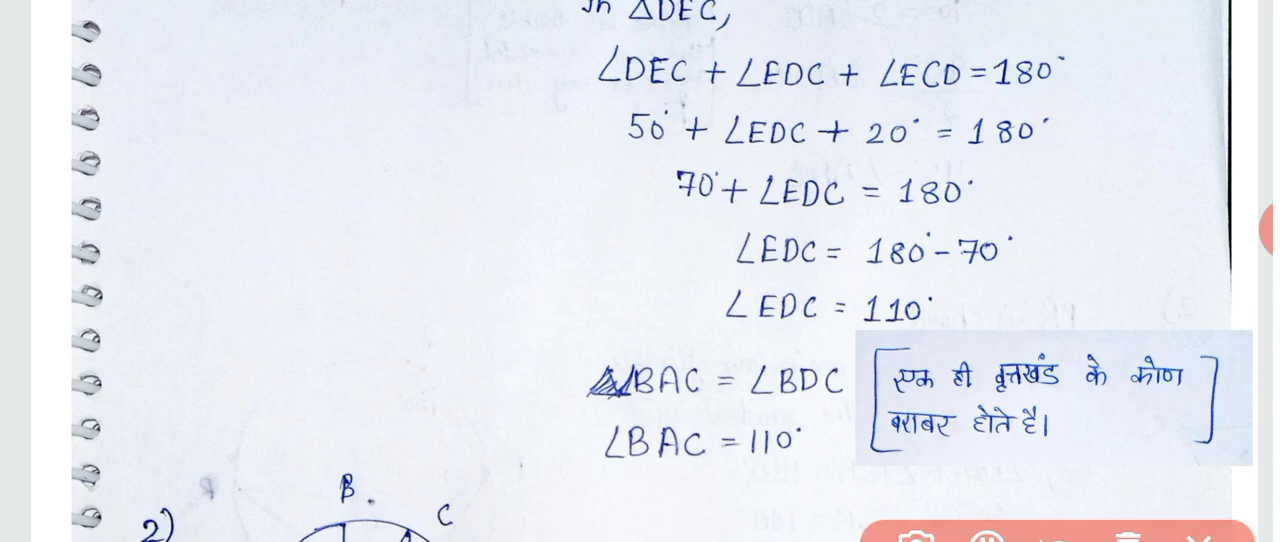 In ΔDEC,
∠DEC + ∠EDC + ∠ECD = 180°
50° + ∠EDC + 20° = 180°
70° + ∠EDC = 180°
∠EDC = 180° - 70°
∠EDC = 110°
∠BAC = ∠BDC [एक ही वृत्तखंड के कोण बराबर होते है।]
∠BAC = 110°
B.
C
2)